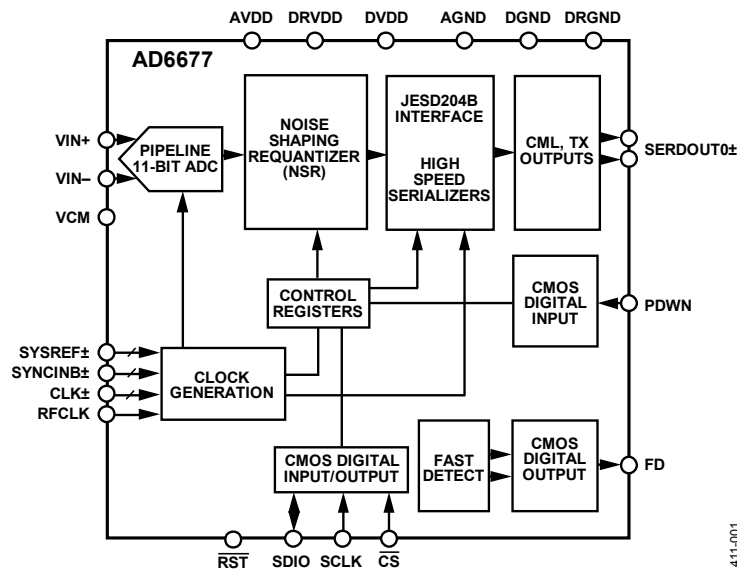 AVDD DRVDD DVDD AGND DGND DRGND
AD6677
VIN+
VIN–
VCM
PIPELINE
11-BIT ADC
NOISE
SHAPING
REQUANTIZER
(NSR)
JESD204B
INTERFACE
HIGH
SPEED
SERIALIZERS
CML, TX
OUTPUTS
SERDOUT0±
CONTROL
REGISTERS
CMOS
DIGITAL
INPUT
PDWN
SYSREF±
SYNCINB±
CLK±
RFCLK
CLOCK
GENERATION
CMOS DIGITAL
INPUT/OUTPUT
FAST
DETECT
CMOS
DIGITAL
OUTPUT
FD
RST SDIO SCLK CS
411-001